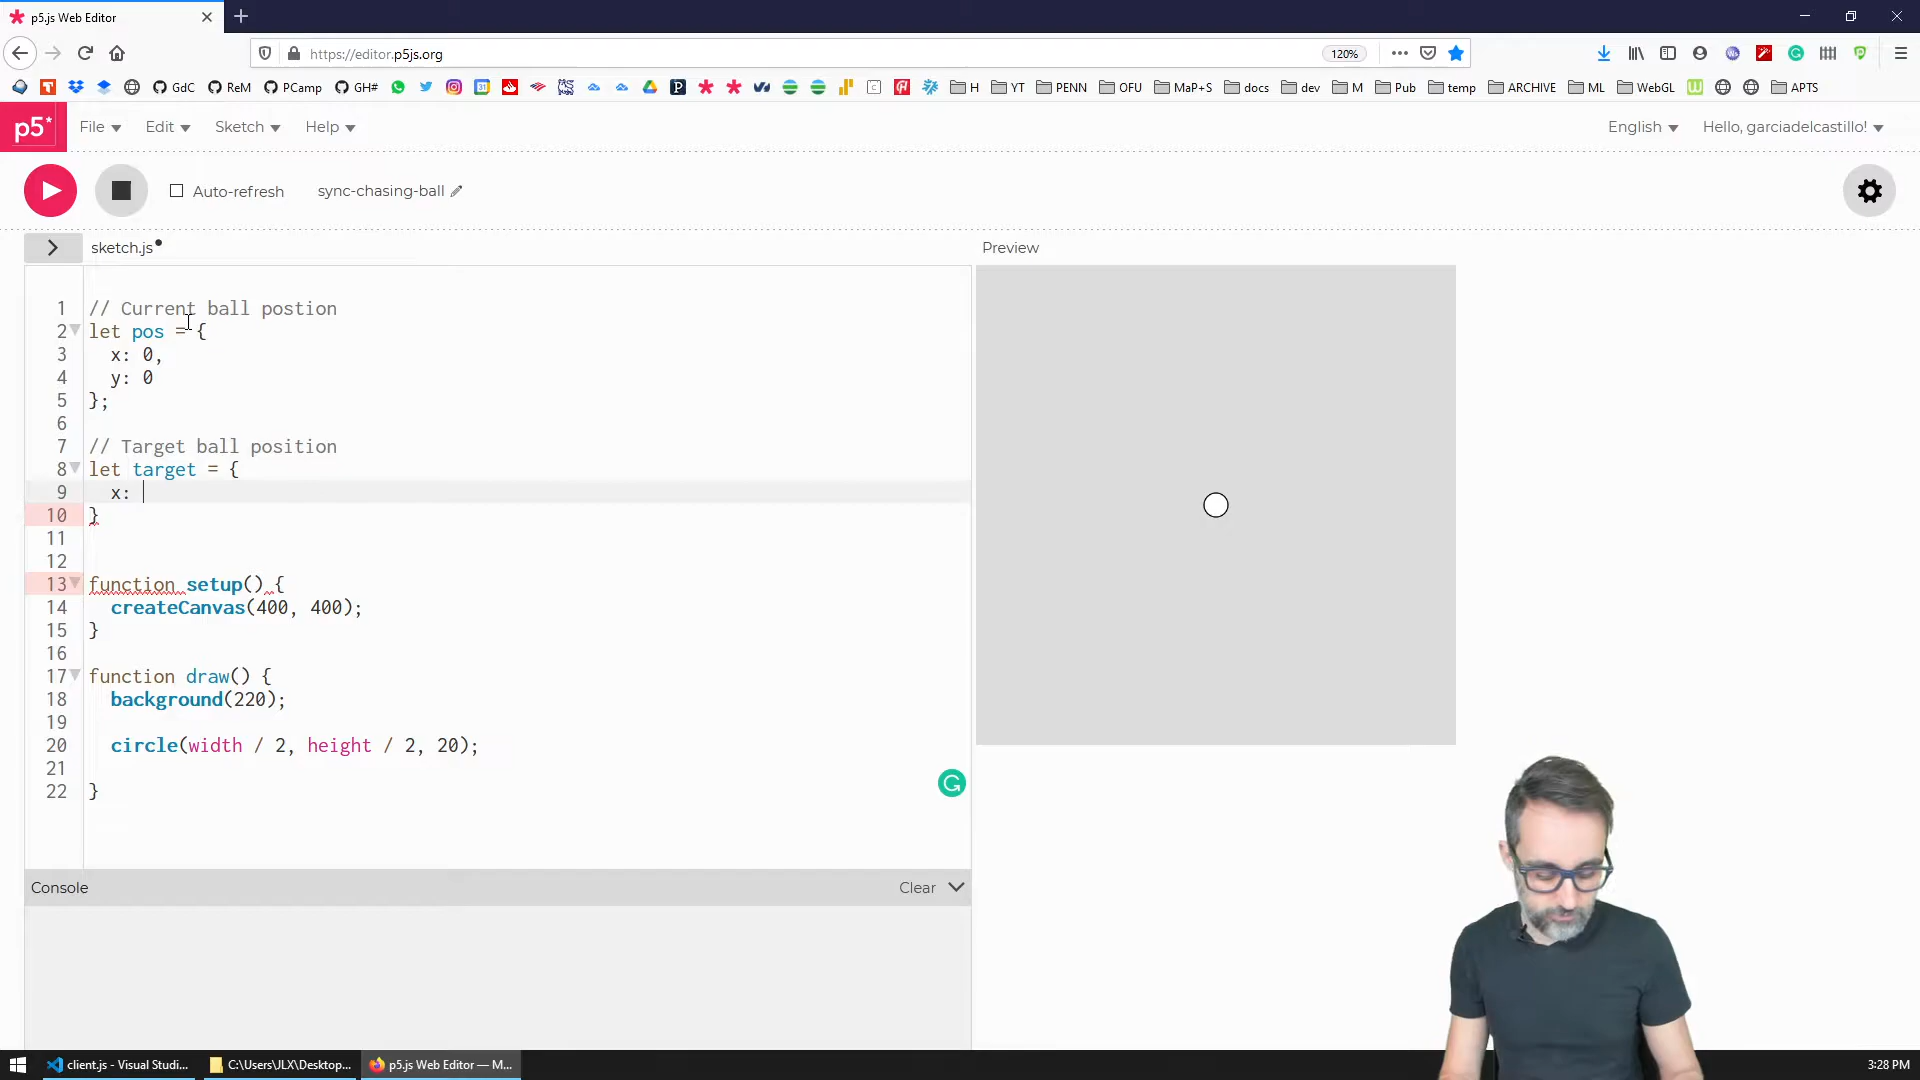 p5.js Web Editor
https://editor.p5js.org
120%
GdC ReM PCamp GH# H YT PENN OFU MaP+S docs dev M Pub temp ARCHIVE ML WebGL APTS
p5* File Edit Sketch Help English Hello, garciadelcastillo!
Auto-refresh sync-chasing-ball
sketch.js
Preview
1 // Current ball postion
2 let pos = {
3 x: 0,
4 y: 0
5 };
6
7 // Target ball position
8 let target = {
9 x:
10 }
11
12
13 function setup() {
14 createCanvas(400, 400);
15 }
16
17 function draw() {
18 background(220);
19
20 circle(width / 2, height / 2, 20);
21
22 }
Console Clear
client.js - Visual Studi... C:\Users\JLX\Desktop... p5.js Web Editor — M... 3:28 PM